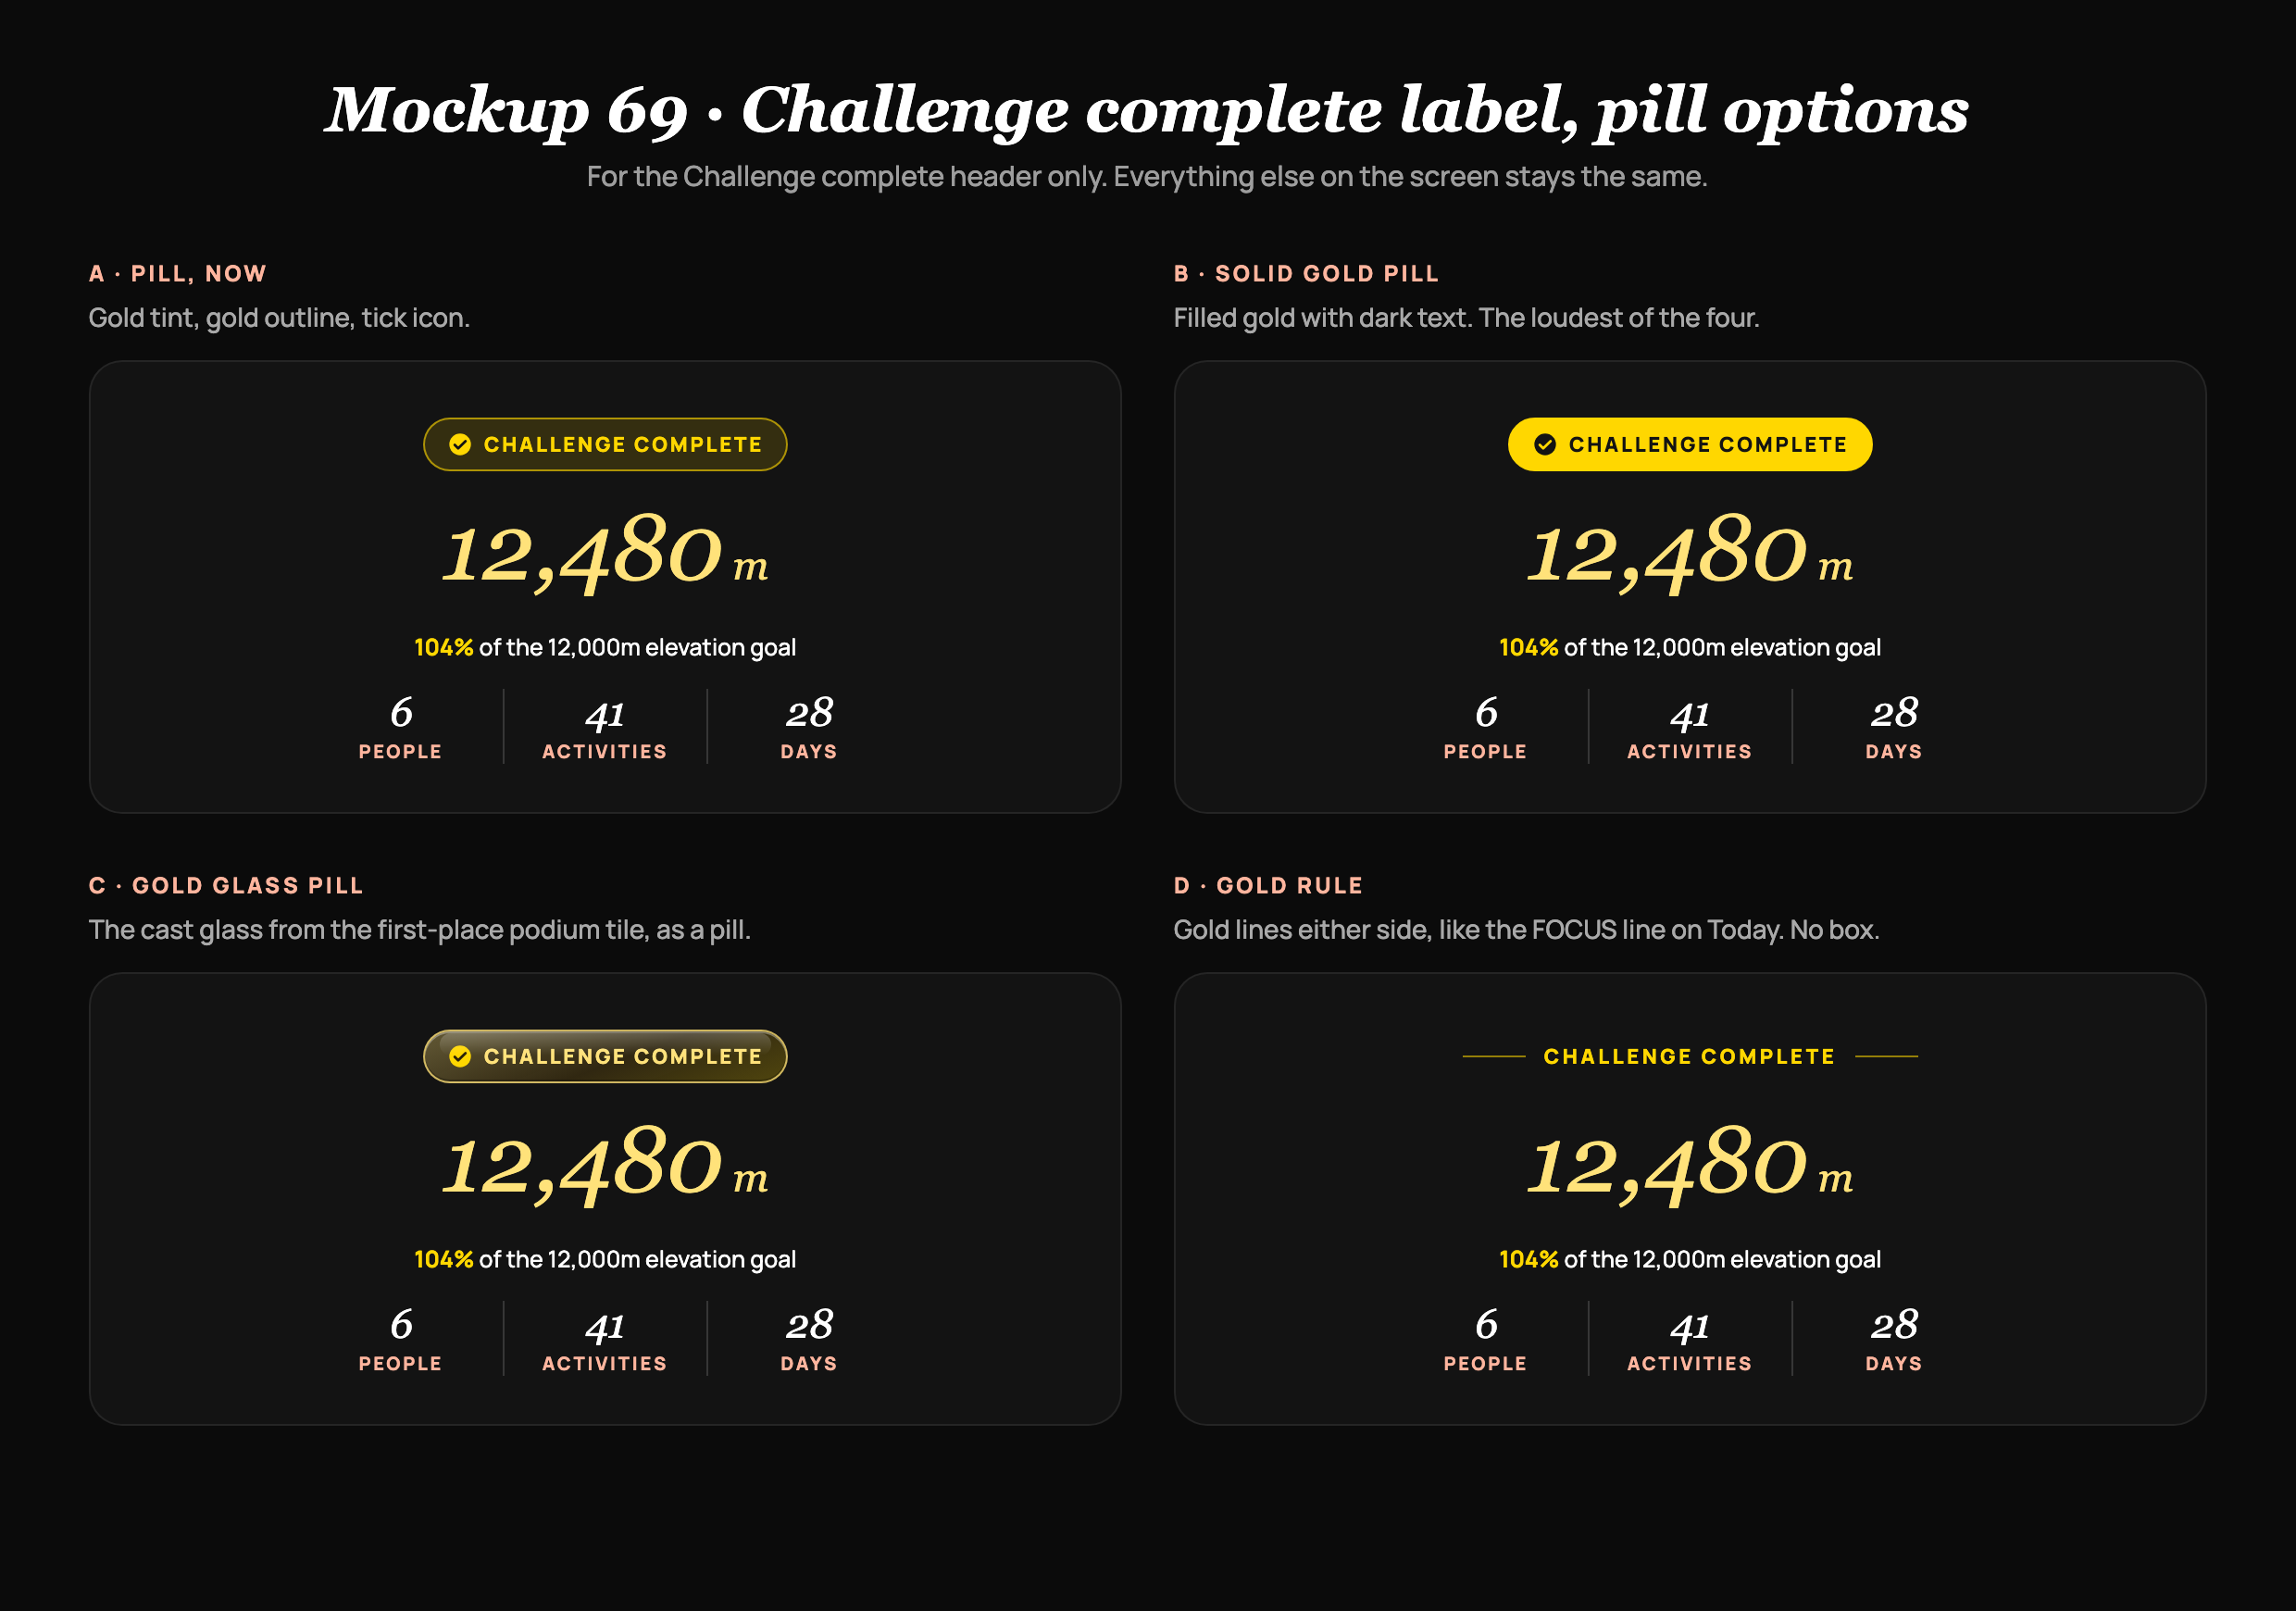 Mockup 69 · Challenge complete label, pill options
For the Challenge complete header only. Everything else on the screen stays the same.
A · PILL, NOW
Gold tint, gold outline, tick icon.
CHALLENGE COMPLETE
12,480 m
104% of the 12,000m elevation goal
6 41 28
PEOPLE ACTIVITIES DAYS
B · SOLID GOLD PILL
Filled gold with dark text. The loudest of the four.
CHALLENGE COMPLETE
12,480 m
104% of the 12,000m elevation goal
6 41 28
PEOPLE ACTIVITIES DAYS
C · GOLD GLASS PILL
The cast glass from the first-place podium tile, as a pill.
CHALLENGE COMPLETE
12,480 m
104% of the 12,000m elevation goal
6 41 28
PEOPLE ACTIVITIES DAYS
D · GOLD RULE
Gold lines either side, like the FOCUS line on Today. No box.
CHALLENGE COMPLETE
12,480 m
104% of the 12,000m elevation goal
6 41 28
PEOPLE ACTIVITIES DAYS